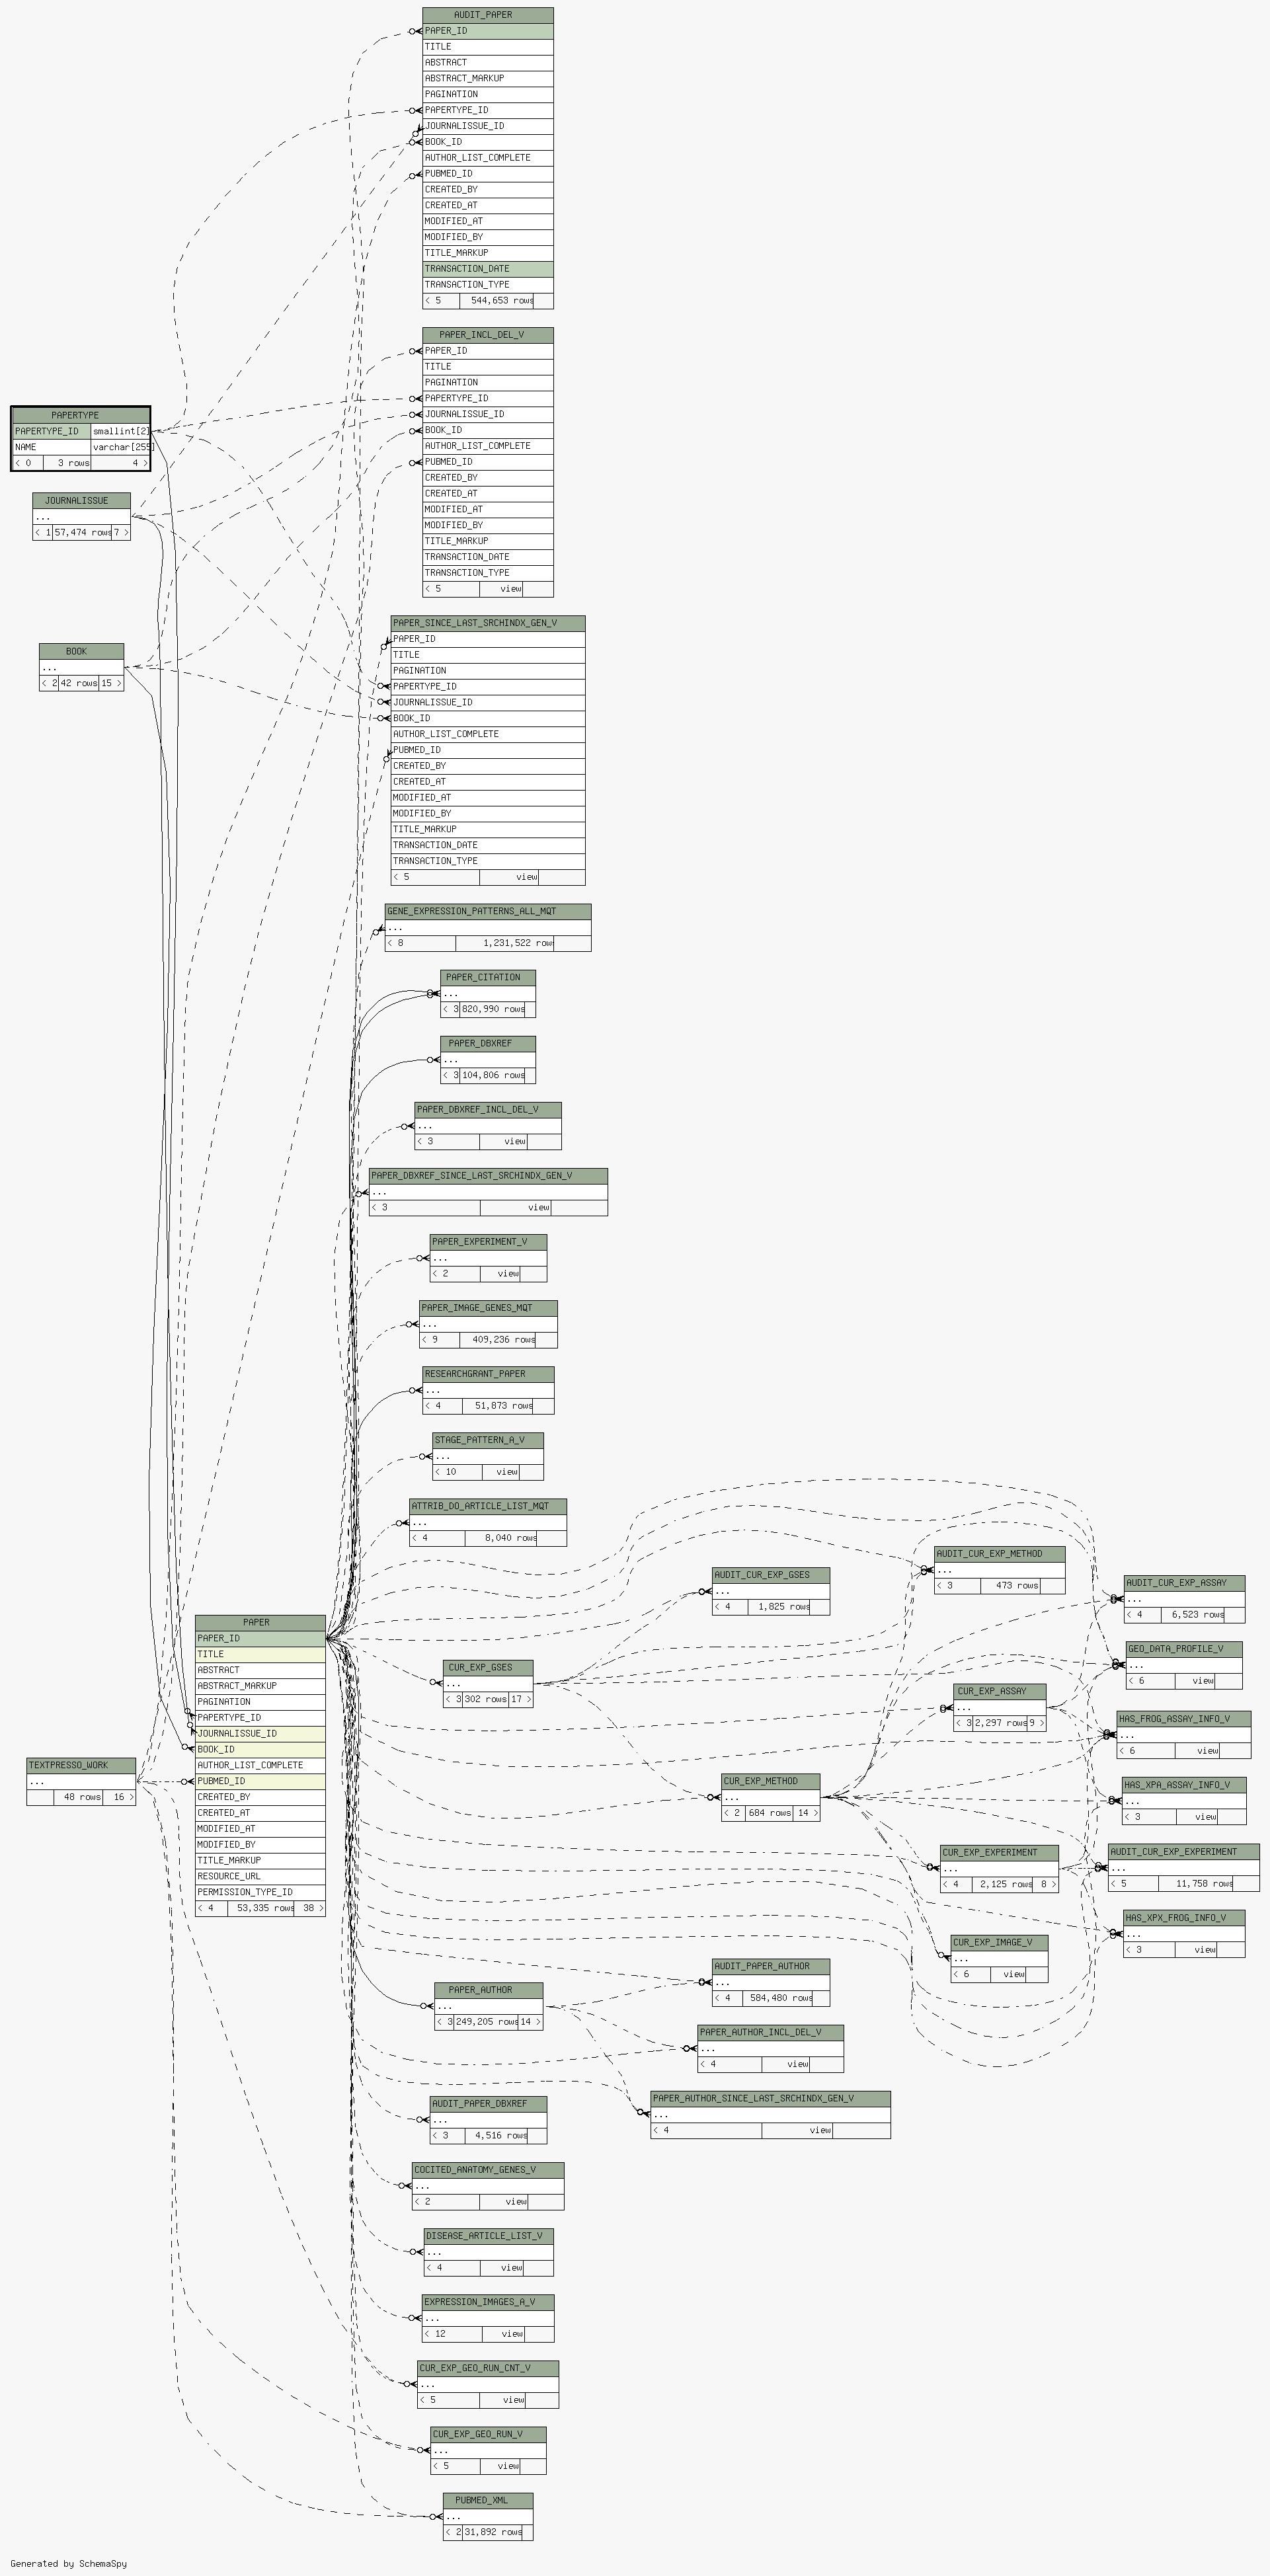 AUDIT_PAPER
PAPER_ID
TITLE
ABSTRACT
ABSTRACT_MARKUP
PAGINATION
PAPERTYPE_ID
JOURNALISSUE_ID
BOOK_ID
AUTHOR_LIST_COMPLETE
PUBMED_ID
CREATED_BY
CREATED_AT
MODIFIED_AT
MODIFIED_BY
TITLE_MARKUP
TRANSACTION_DATE
TRANSACTION_TYPE
< 5 544,653 rows
PAPER_INCL_DEL_V
PAPER_ID
TITLE
PAGINATION
PAPERTYPE_ID
JOURNALISSUE_ID
BOOK_ID
AUTHOR_LIST_COMPLETE
PUBMED_ID
CREATED_BY
CREATED_AT
MODIFIED_AT
MODIFIED_BY
TITLE_MARKUP
TRANSACTION_DATE
TRANSACTION_TYPE
< 5 view
PAPERTYPE
PAPERTYPE_ID smallint[2]
NAME varchar[255]
< 0 3 rows 4 >
JOURNALISSUE
...
< 1 57,474 rows 7 >
BOOK
...
< 2 42 rows 15 >
PAPER_SINCE_LAST_SRCHINDX_GEN_V
PAPER_ID
TITLE
PAGINATION
PAPERTYPE_ID
JOURNALISSUE_ID
BOOK_ID
AUTHOR_LIST_COMPLETE
PUBMED_ID
CREATED_BY
CREATED_AT
MODIFIED_AT
MODIFIED_BY
TITLE_MARKUP
TRANSACTION_DATE
TRANSACTION_TYPE
< 5 view
GENE_EXPRESSION_PATTERNS_ALL_MQT
...
< 8 1,231,522 rows
PAPER_CITATION
...
< 3 820,990 rows
PAPER_DBXREF
...
< 3 104,806 rows
PAPER_DBXREF_INCL_DEL_V
...
< 3 view
PAPER_DBXREF_SINCE_LAST_SRCHINDX_GEN_V
...
< 3 view
PAPER_EXPERIMENT_V
...
< 2 view
PAPER_IMAGE_GENES_MQT
...
< 9 409,236 rows
RESEARCHGRANT_PAPER
...
< 4 51,873 rows
STAGE_PATTERN_A_V
...
< 10 view
ATTRIB_DO_ARTICLE_LIST_MQT
...
< 4 8,040 rows
AUDIT_CUR_EXP_METHOD
...
< 3 473 rows
AUDIT_CUR_EXP_GSES
...
< 4 1,825 rows
AUDIT_CUR_EXP_ASSAY
...
< 4 6,523 rows
PAPER
PAPER_ID
TITLE
ABSTRACT
ABSTRACT_MARKUP
PAGINATION
PAPERTYPE_ID
JOURNALISSUE_ID
BOOK_ID
AUTHOR_LIST_COMPLETE
PUBMED_ID
CREATED_BY
CREATED_AT
MODIFIED_AT
MODIFIED_BY
TITLE_MARKUP
RESOURCE_URL
PERMISSION_TYPE_ID
< 4 53,335 rows 38 >
TEXTPRESSO_WORK
...
48 rows 16 >
CUR_EXP_GSES
...
< 3 302 rows 17 >
GEO_DATA_PROFILE_V
...
< 6 view
CUR_EXP_ASSAY
...
< 3 2,297 rows 9 >
HAS_FROG_ASSAY_INFO_V
...
< 6 view
CUR_EXP_METHOD
...
< 2 684 rows 14 >
HAS_XPA_ASSAY_INFO_V
...
< 3 view
CUR_EXP_EXPERIMENT
...
< 4 2,125 rows 8 >
AUDIT_CUR_EXP_EXPERIMENT
...
< 5 11,758 rows
HAS_XPX_FROG_INFO_V
...
< 3 view
CUR_EXP_IMAGE_V
...
< 6 view
AUDIT_PAPER_AUTHOR
...
< 4 584,480 rows
PAPER_AUTHOR
...
< 3 249,205 rows 14 >
PAPER_AUTHOR_INCL_DEL_V
...
< 4 view
PAPER_AUTHOR_SINCE_LAST_SRCHINDX_GEN_V
...
< 4 view
AUDIT_PAPER_DBXREF
...
< 3 4,516 rows
COCITED_ANATOMY_GENES_V
...
< 2 view
DISEASE_ARTICLE_LIST_V
...
< 4 view
EXPRESSION_IMAGES_A_V
...
< 12 view
CUR_EXP_GEO_RUN_CNT_V
...
< 5 view
CUR_EXP_GEO_RUN_V
...
< 5 view
PUBMED_XML
...
< 2 31,892 rows
Generated by SchemaSpy